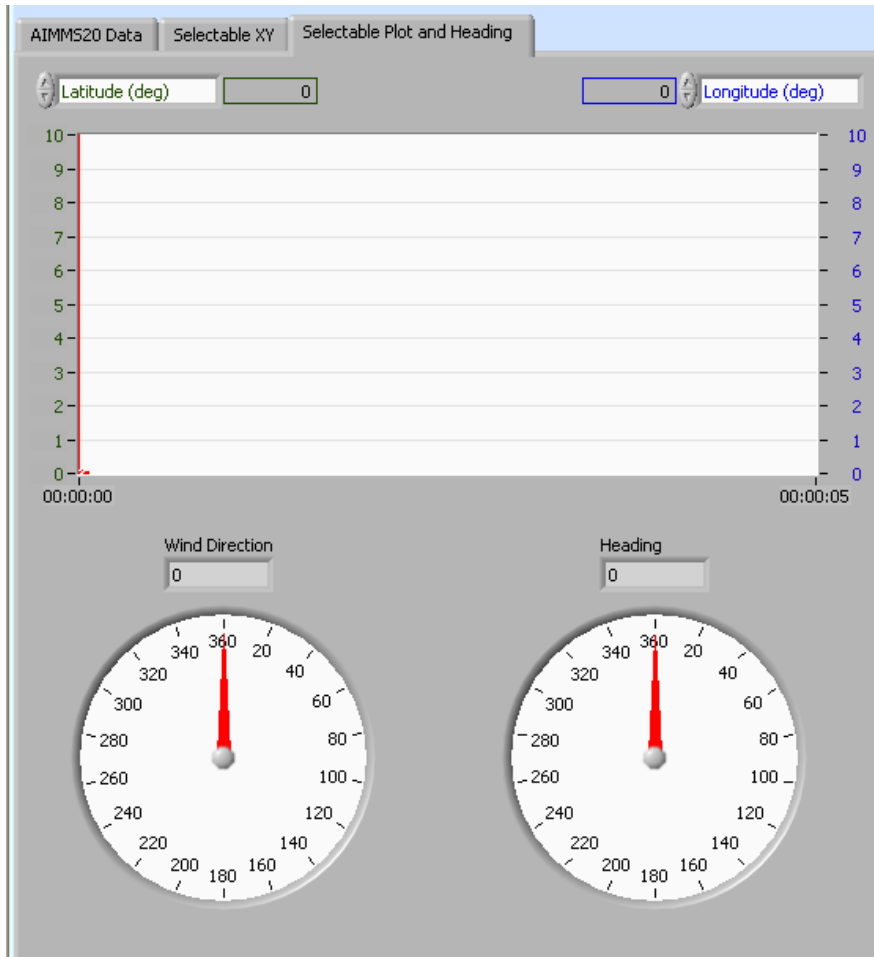 AIMMS20 Data Selectable XY Selectable Plot and Heading
Latitude (deg) 0 0 Longitude (deg)
10 10
9 9
8 8
7 7
6 6
5 5
4 4
3 3
2 2
1 1
0 0
00:00:00 00:00:05
Wind Direction Heading
0 0
360 20 40 60 80 100 120 140 160 180 200 220 240 260 280 300 320 340
360 20 40 60 80 100 120 140 160 180 200 220 240 260 280 300 320 340